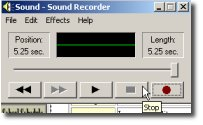 Sound - Sound Recorder
File Edit Effects Help
Position: Length:
5.25 sec. 5.25 sec.
Stop